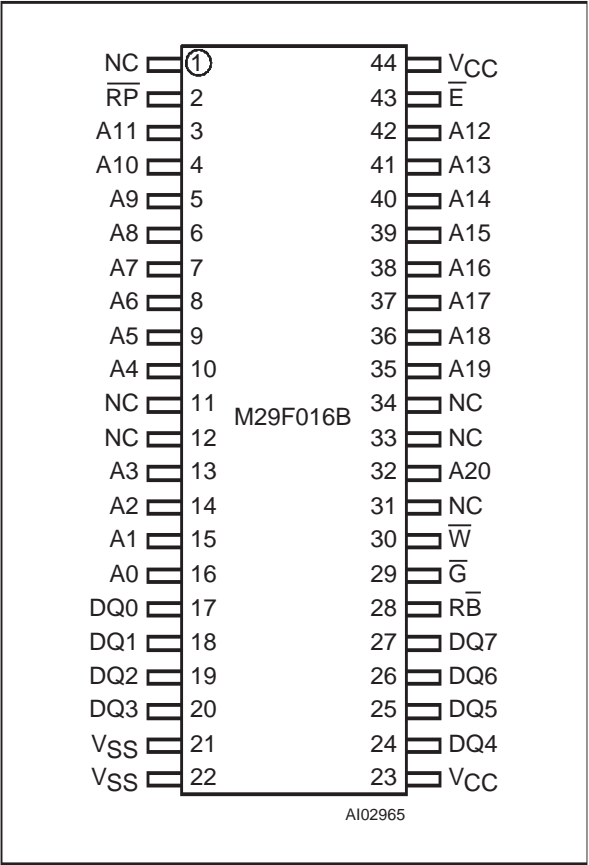 NC 1 44 VCC
R̅P̅ 2 43 E̅
A11 3 42 A12
A10 4 41 A13
A9 5 40 A14
A8 6 39 A15
A7 7 38 A16
A6 8 37 A17
A5 9 36 A18
A4 10 35 A19
NC 11 34 NC
M29F016B
NC 12 33 NC
A3 13 32 A20
A2 14 31 NC
A1 15 30 W̅
A0 16 29 G̅
DQ0 17 28 RB̅
DQ1 18 27 DQ7
DQ2 19 26 DQ6
DQ3 20 25 DQ5
VSS 21 24 DQ4
VSS 22 23 VCC
AI02965